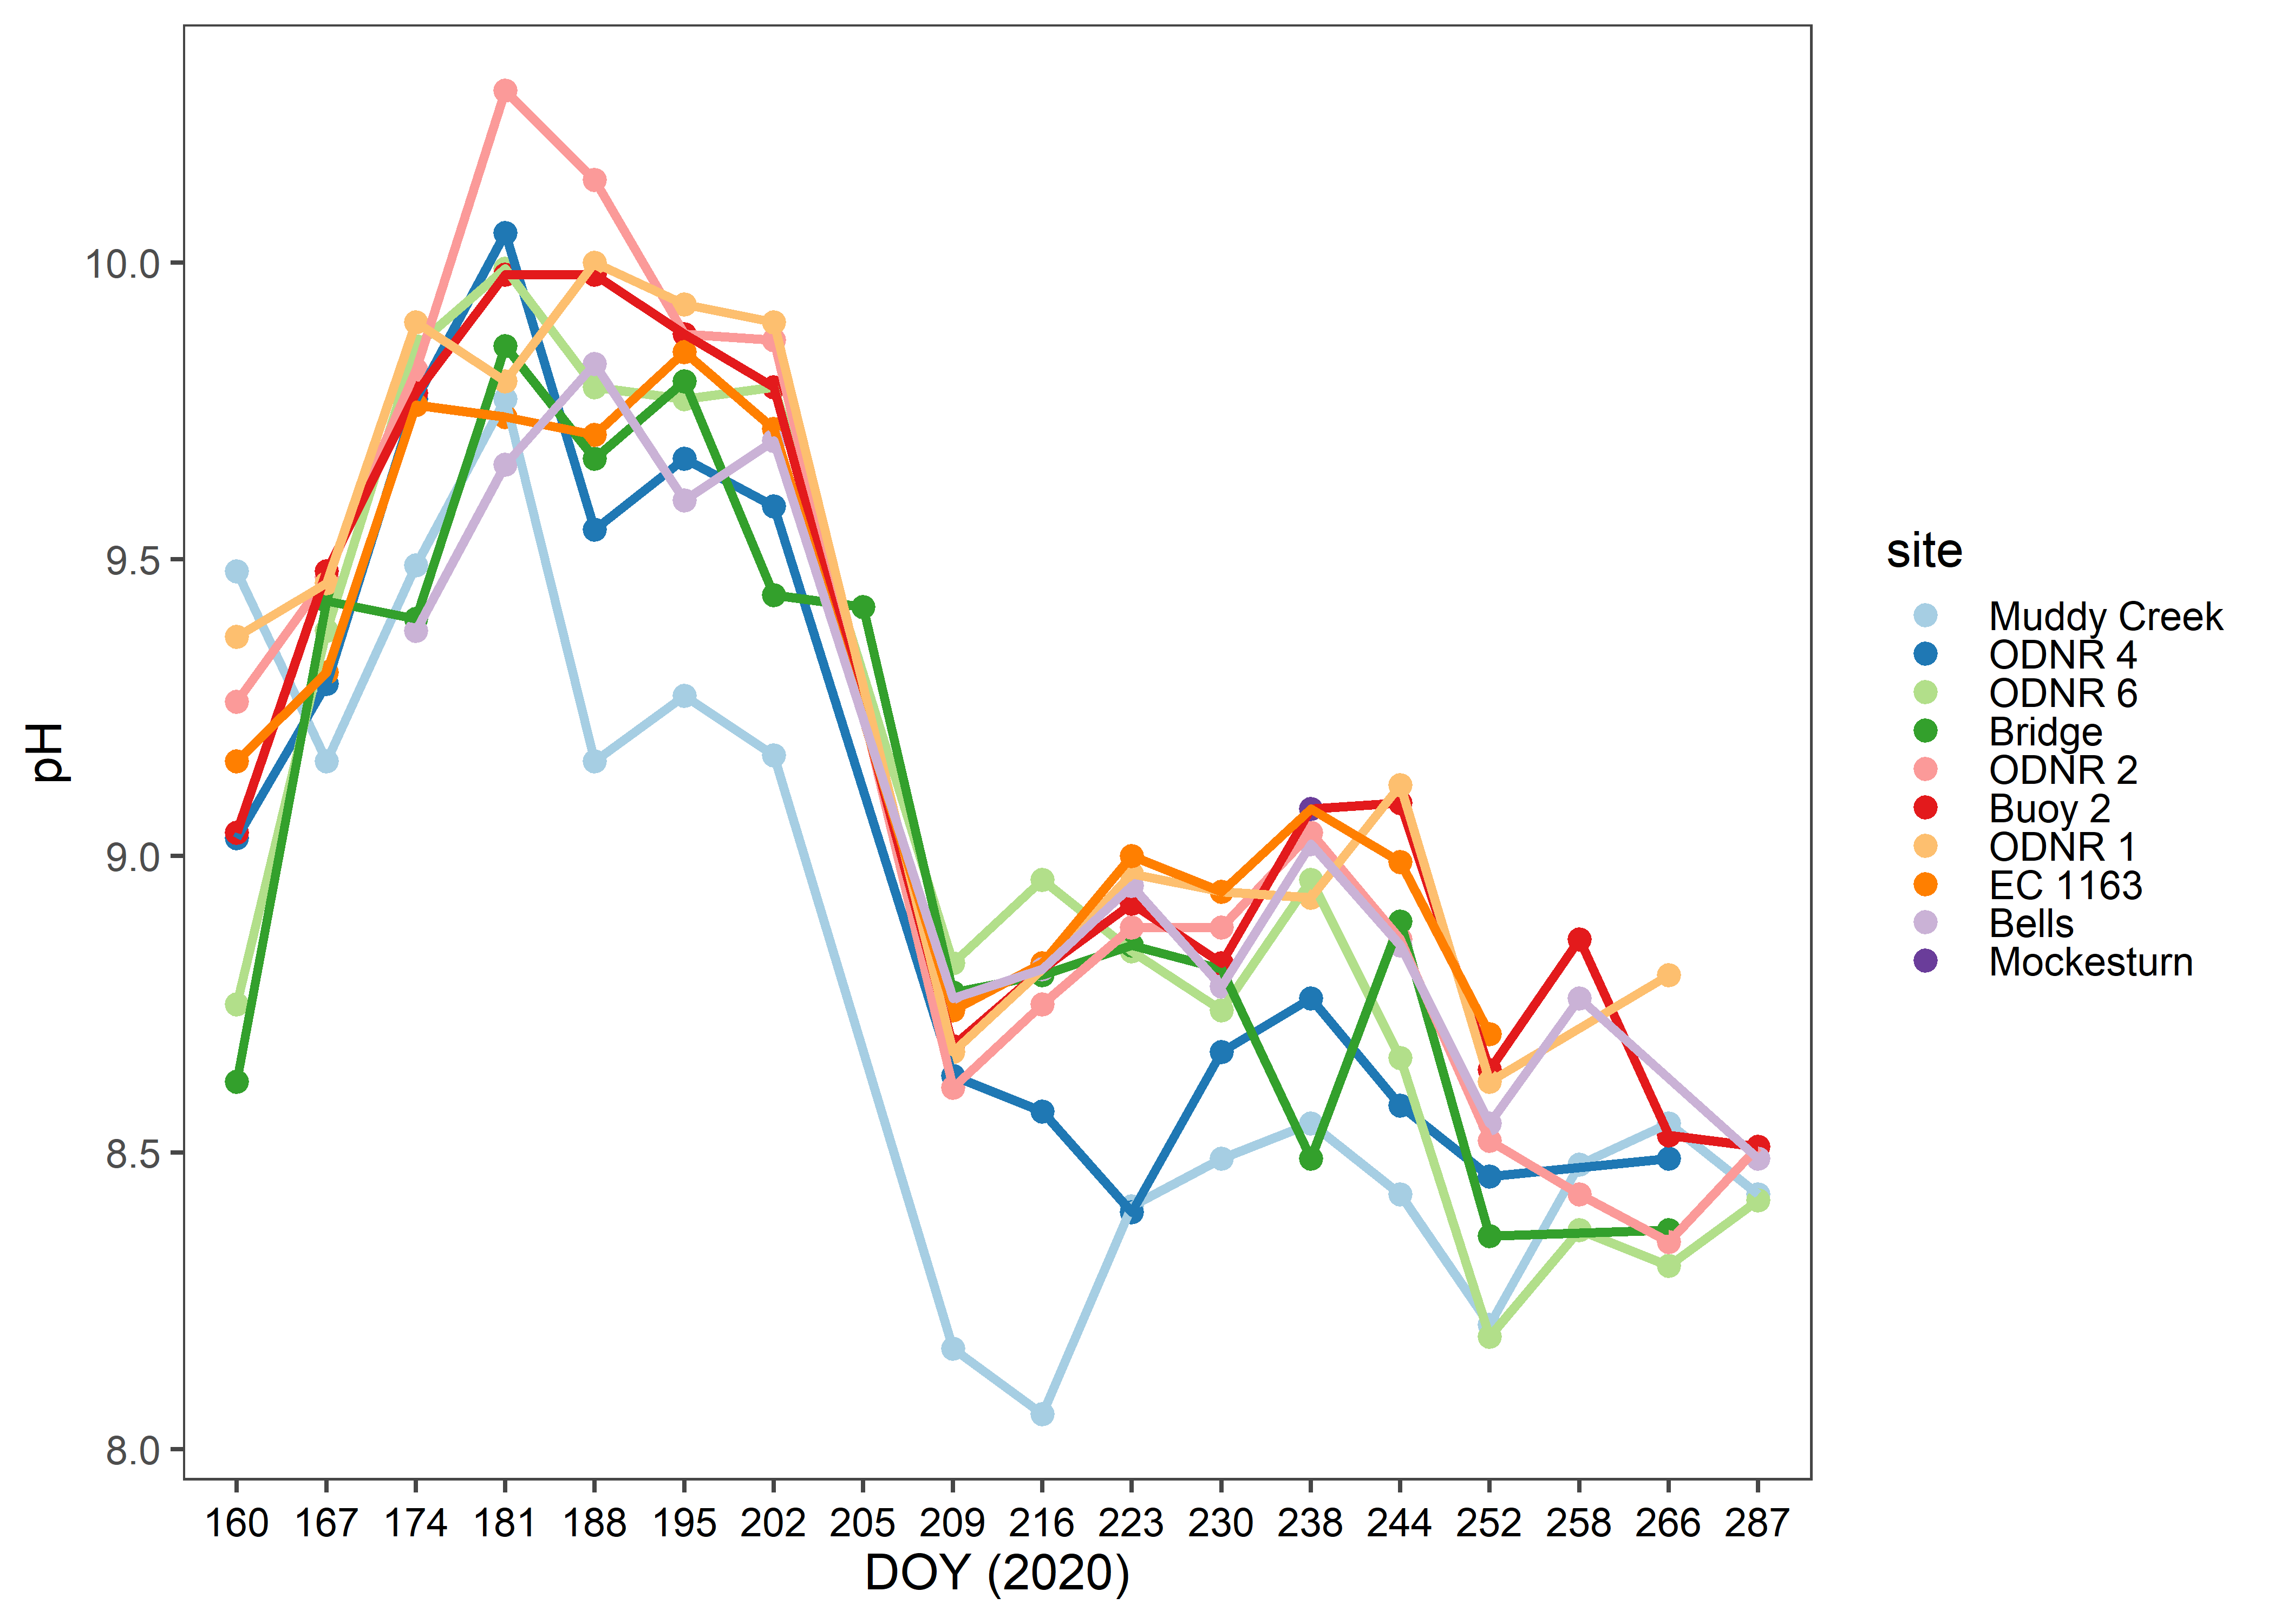 10.0
9.5
9.0
8.5
8.0
pH
160 167 174 181 188 195 202 205 209 216 223 230 238 244 252 258 266 287
DOY (2020)
site
Muddy Creek
ODNR 4
ODNR 6
Bridge
ODNR 2
Buoy 2
ODNR 1
EC 1163
Bells
Mockesturn